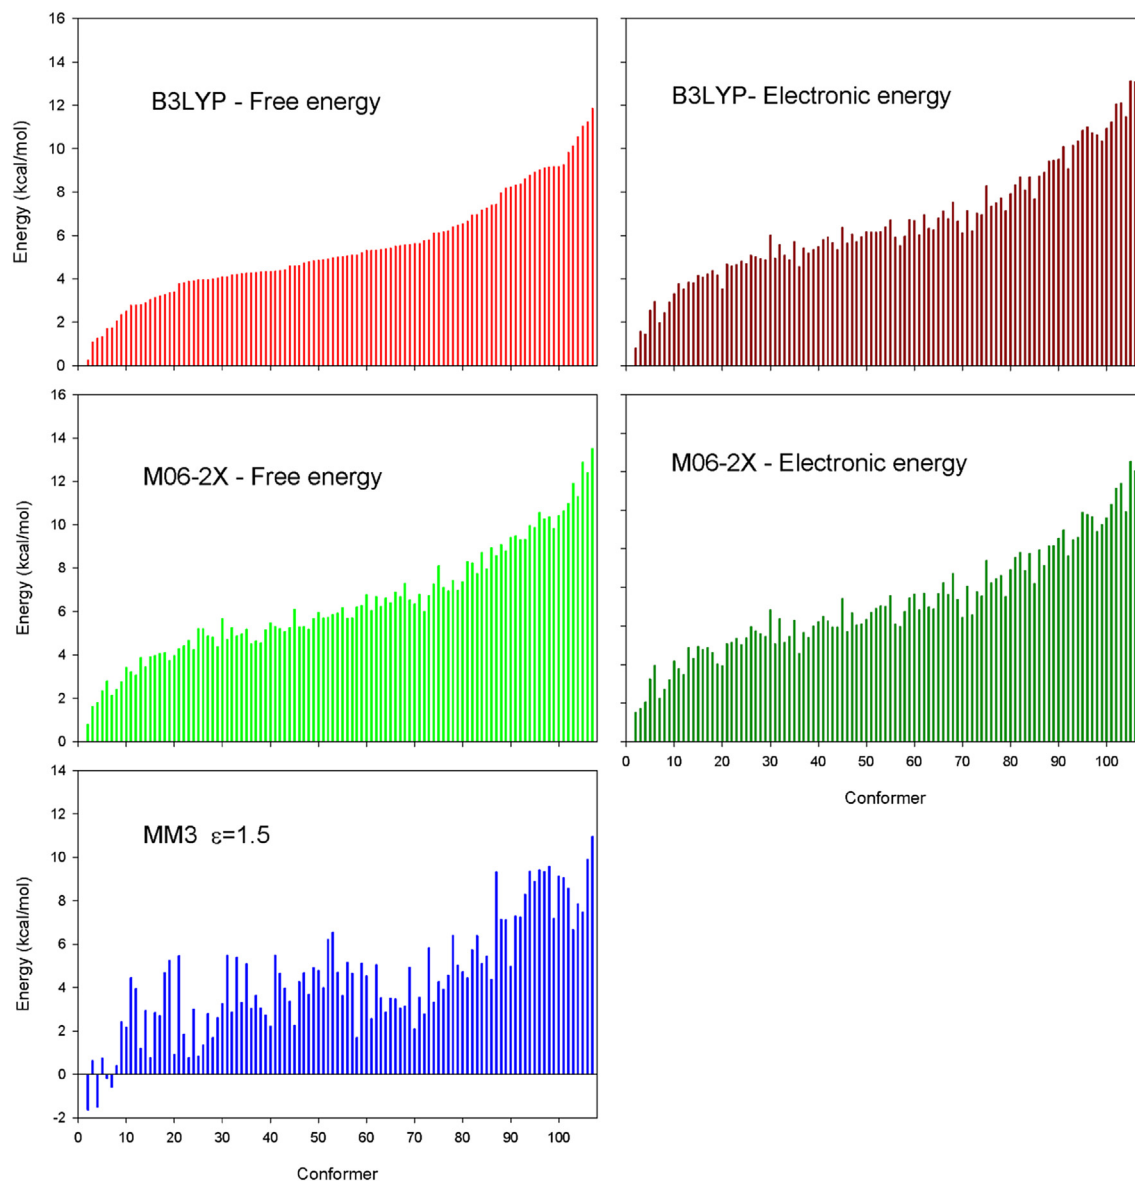 16
14
12
10
8
6
4
2
0
Energy (kcal/mol)
B3LYP - Free energy
B3LYP- Electronic energy
16
14
12
10
8
6
4
2
0
Energy (kcal/mol)
M06-2X - Free energy
M06-2X - Electronic energy
0 10 20 30 40 50 60 70 80 90 100
Conformer
14
12
10
8
6
4
2
0
-2
Energy (kcal/mol)
MM3 ε=1.5
0 10 20 30 40 50 60 70 80 90 100
Conformer